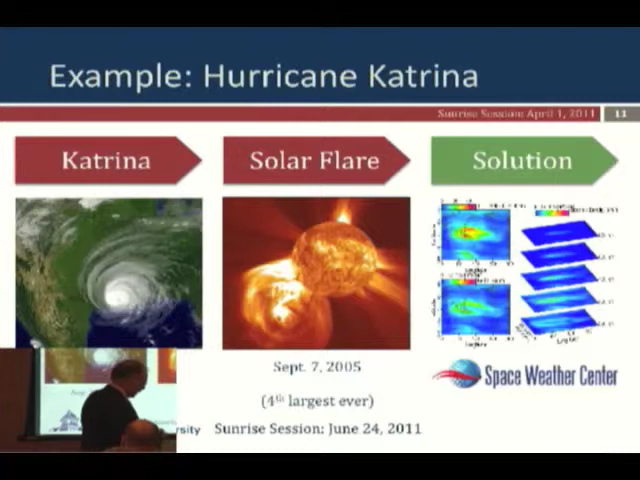 Example: Hurricane Katrina
Sunrise Session: April 1, 2011
11
Katrina
Solar Flare
Solution
Sept. 7, 2005
(4th largest ever)
Space Weather Center
Sunrise Session: June 24, 2011